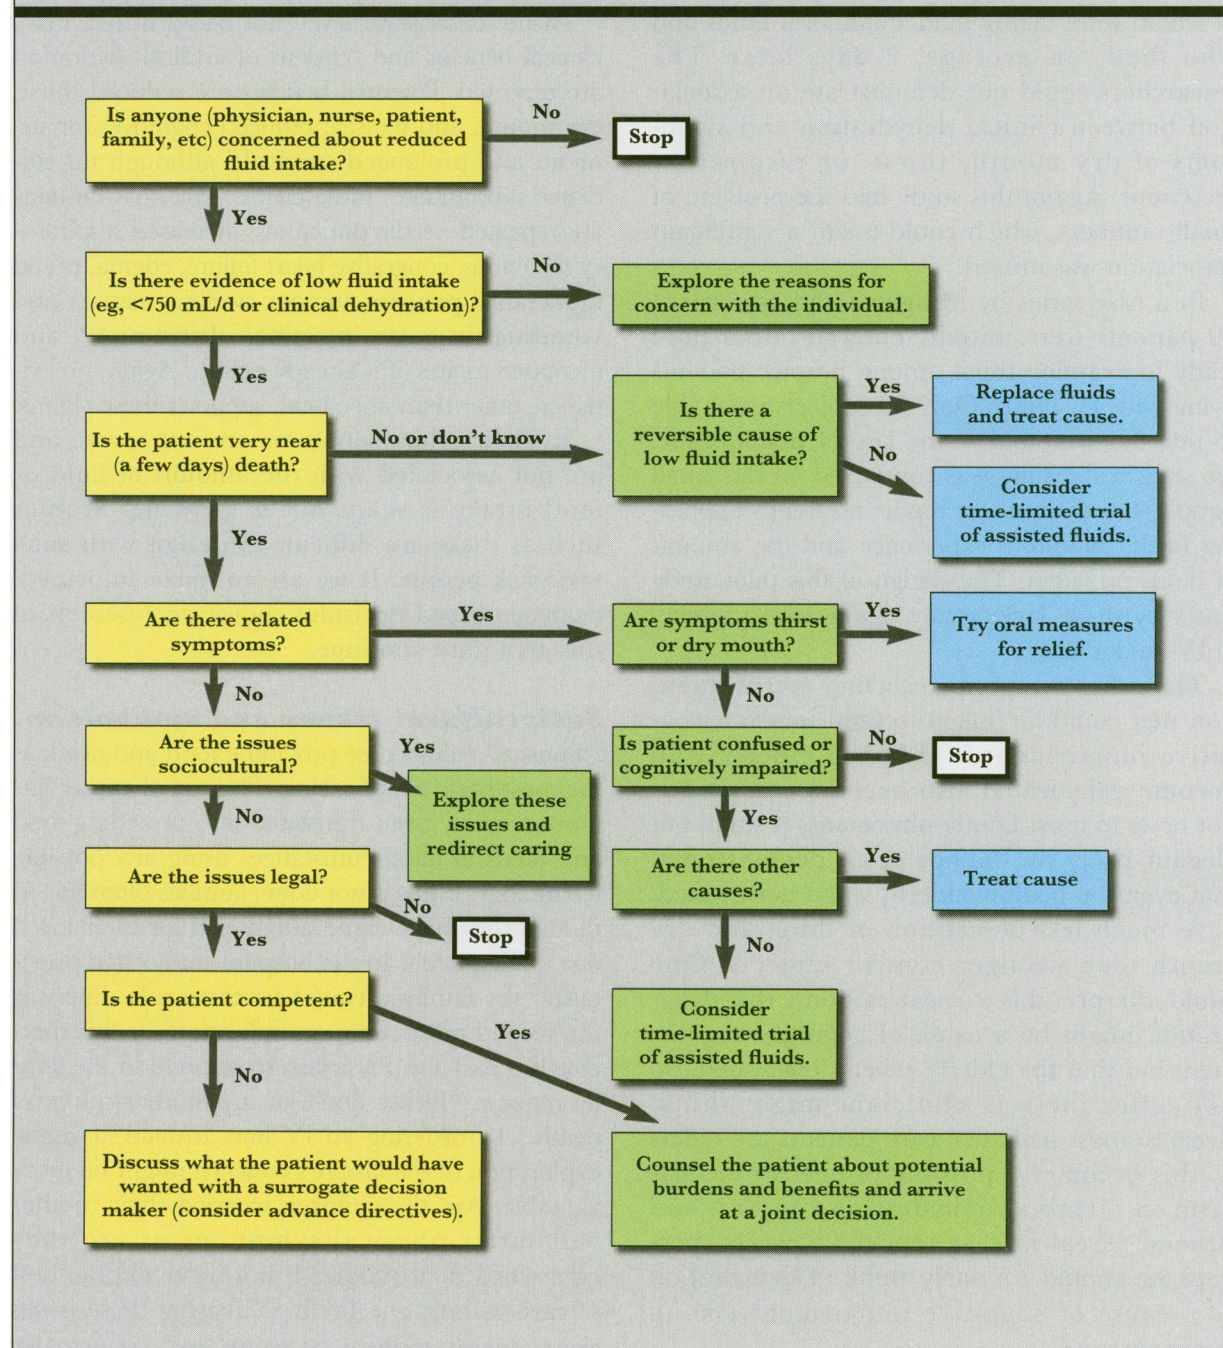 Is anyone (physician, nurse, patient,
family, etc) concerned about reduced
fluid intake?
No
Stop
Yes
Is there evidence of low fluid intake
(eg, <750 mL/d or clinical dehydration)?
No
Explore the reasons for
concern with the individual.
Yes
Is the patient very near
(a few days) death?
No or don't know
Is there a
reversible cause of
low fluid intake?
Yes
Replace fluids
and treat cause.
No
Consider
time-limited trial
of assisted fluids.
Yes
Are there related
symptoms?
Yes
Are symptoms thirst
or dry mouth?
Yes
Try oral measures
for relief.
No
No
Are the issues
sociocultural?
Yes
Explore these
issues and
redirect caring
Is patient confused or
cognitively impaired?
No
Stop
No
Yes
Are the issues legal?
No
Stop
Are there other
causes?
Yes
Treat cause
Yes
No
Is the patient competent?
Yes
Consider
time-limited trial
of assisted fluids.
No
Discuss what the patient would have
wanted with a surrogate decision
maker (consider advance directives).
Counsel the patient about potential
burdens and benefits and arrive
at a joint decision.